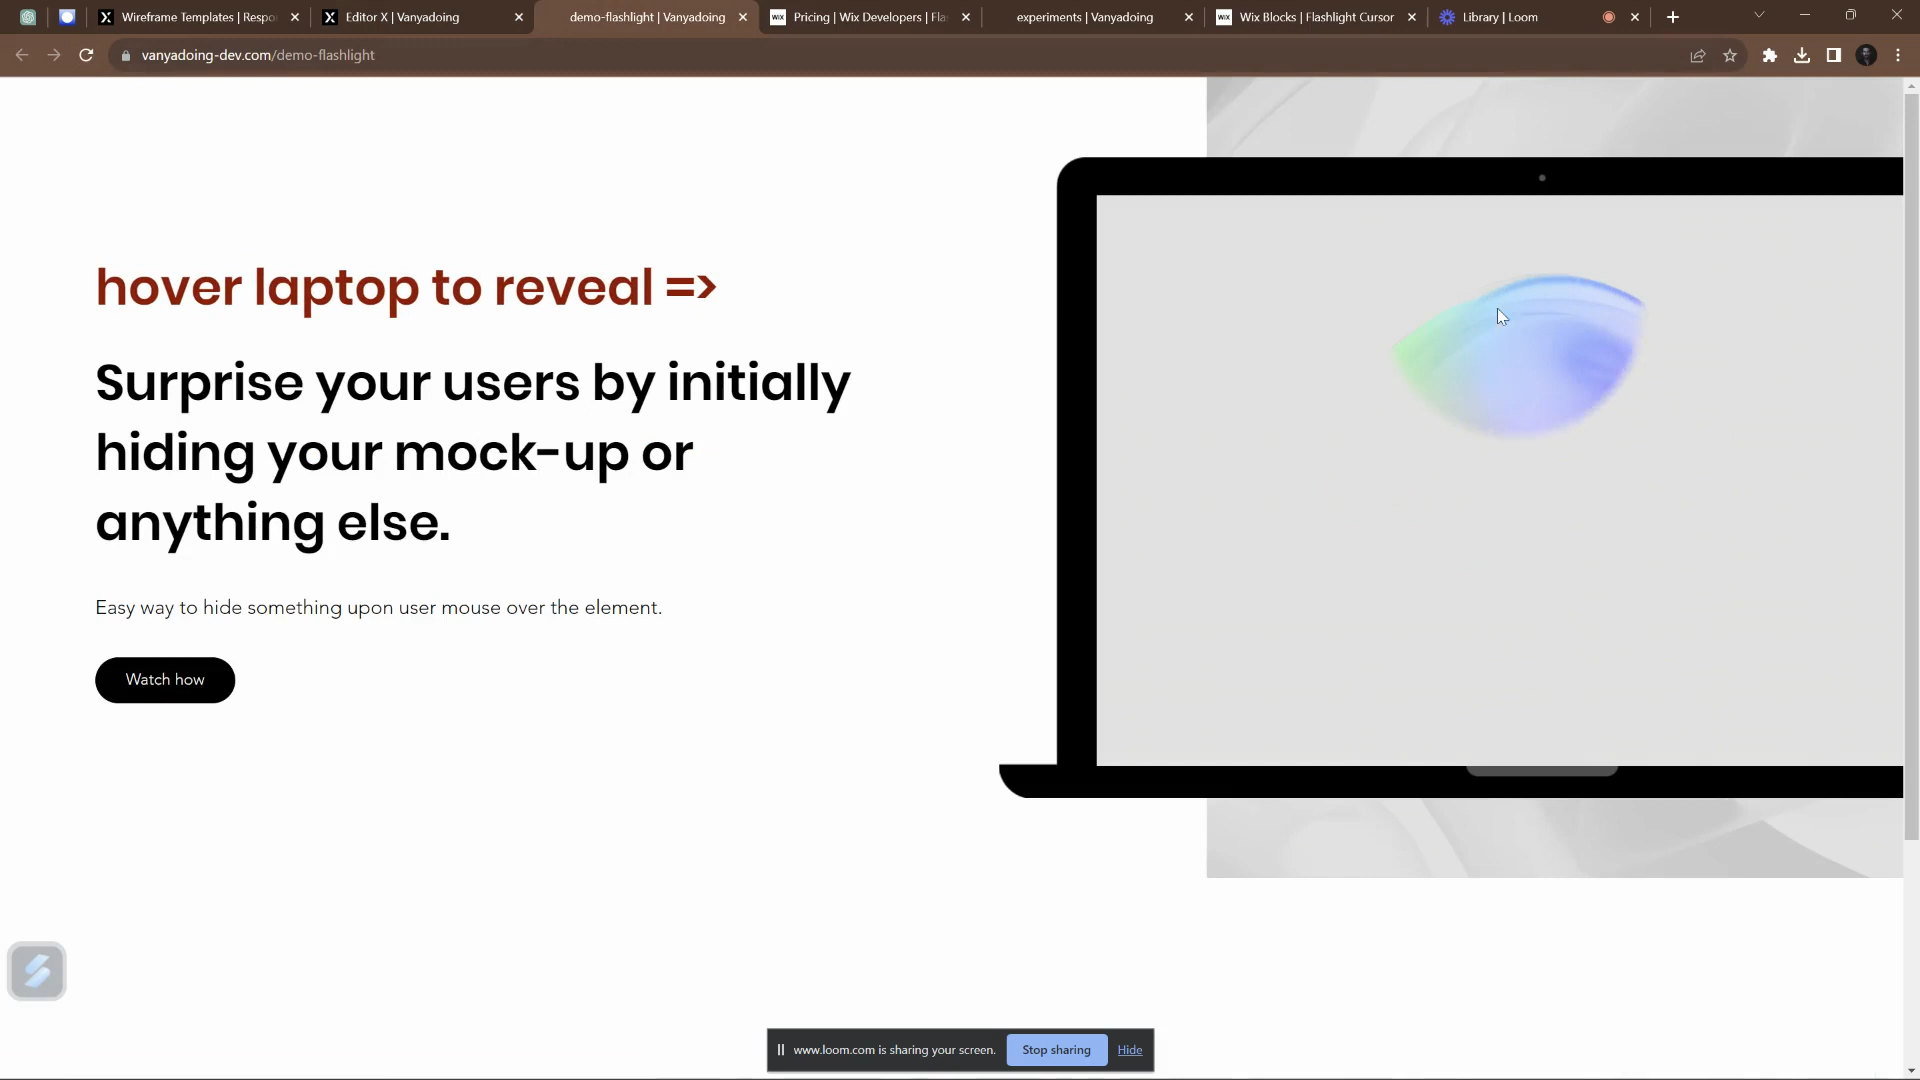 Wireframe Templates | Respo
Editor X | Vanyadoing
demo-flashlight | Vanyadoing
WIX
Pricing | Wix Developers | Fla
experiments | Vanyadoing
WIX
Wix Blocks | Flashlight Cursor
Library | Loom
vanyadoing-dev.com/demo-flashlight
hover laptop to reveal =>
Surprise your users by initially
hiding your mock-up or
anything else.
Easy way to hide something upon user mouse over the element.
Watch how
www.loom.com is sharing your screen.
Stop sharing
Hide